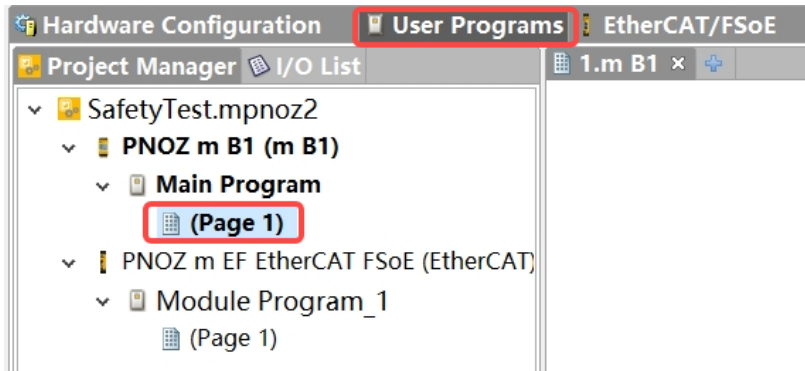 Hardware Configuration User Programs EtherCAT/FSoE
Project Manager I/O List 1.m B1
SafetyTest.mpnoz2
PNOZ m B1 (m B1)
Main Program
(Page 1)
PNOZ m EF EtherCAT FSoE (EtherCAT)
Module Program_1
(Page 1)